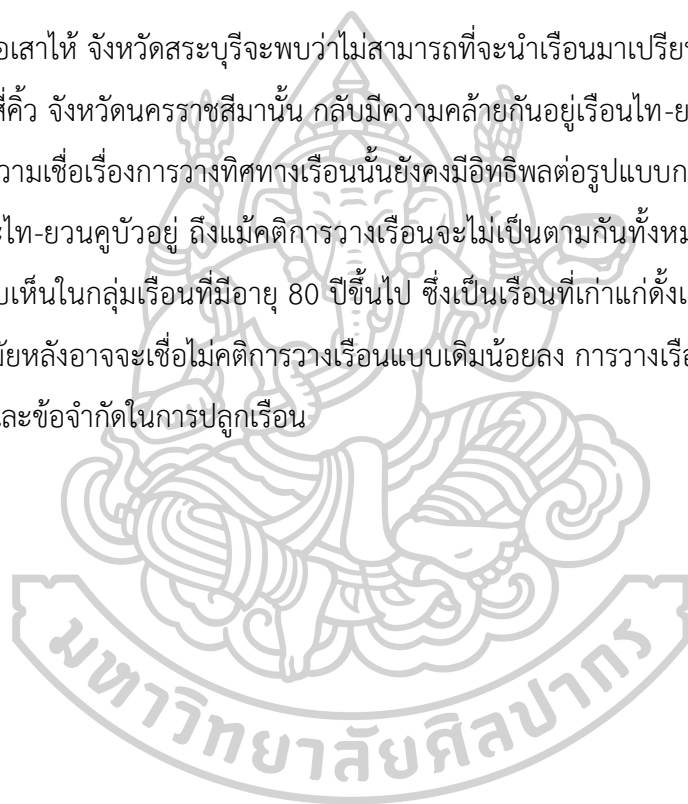 อเสาไห้ จังหวัดสระบุรีจะพบว่าไม่สามารถที่จะนำเรือนมาเปรีย
สี่คิ้ว จังหวัดนครราชสีมานั้น กลับมีความคล้ายกันอยู่เรือนไท-ย
วามเชื่อเรื่องการวางทิศทางเรือนนั้นยังคงมีอิทธิพลต่อรูปแบบก
ะไท-ยวนคูบัวอยู่ ถึงแม้คติการวางเรือนจะไม่เป็นตามกันทั้งหม
บเห็นในกลุ่มเรือนที่มีอายุ 80 ปีขึ้นไป ซึ่งเป็นเรือนที่เก่าแก่ดั้งเ
มัยหลังอาจจะเชื่อไม่คติการวางเรือนแบบเดิมน้อยลง การวางเรือ
และข้อจำกัดในการปลูกเรือน
มหาวิทยาลัยศิลปากร